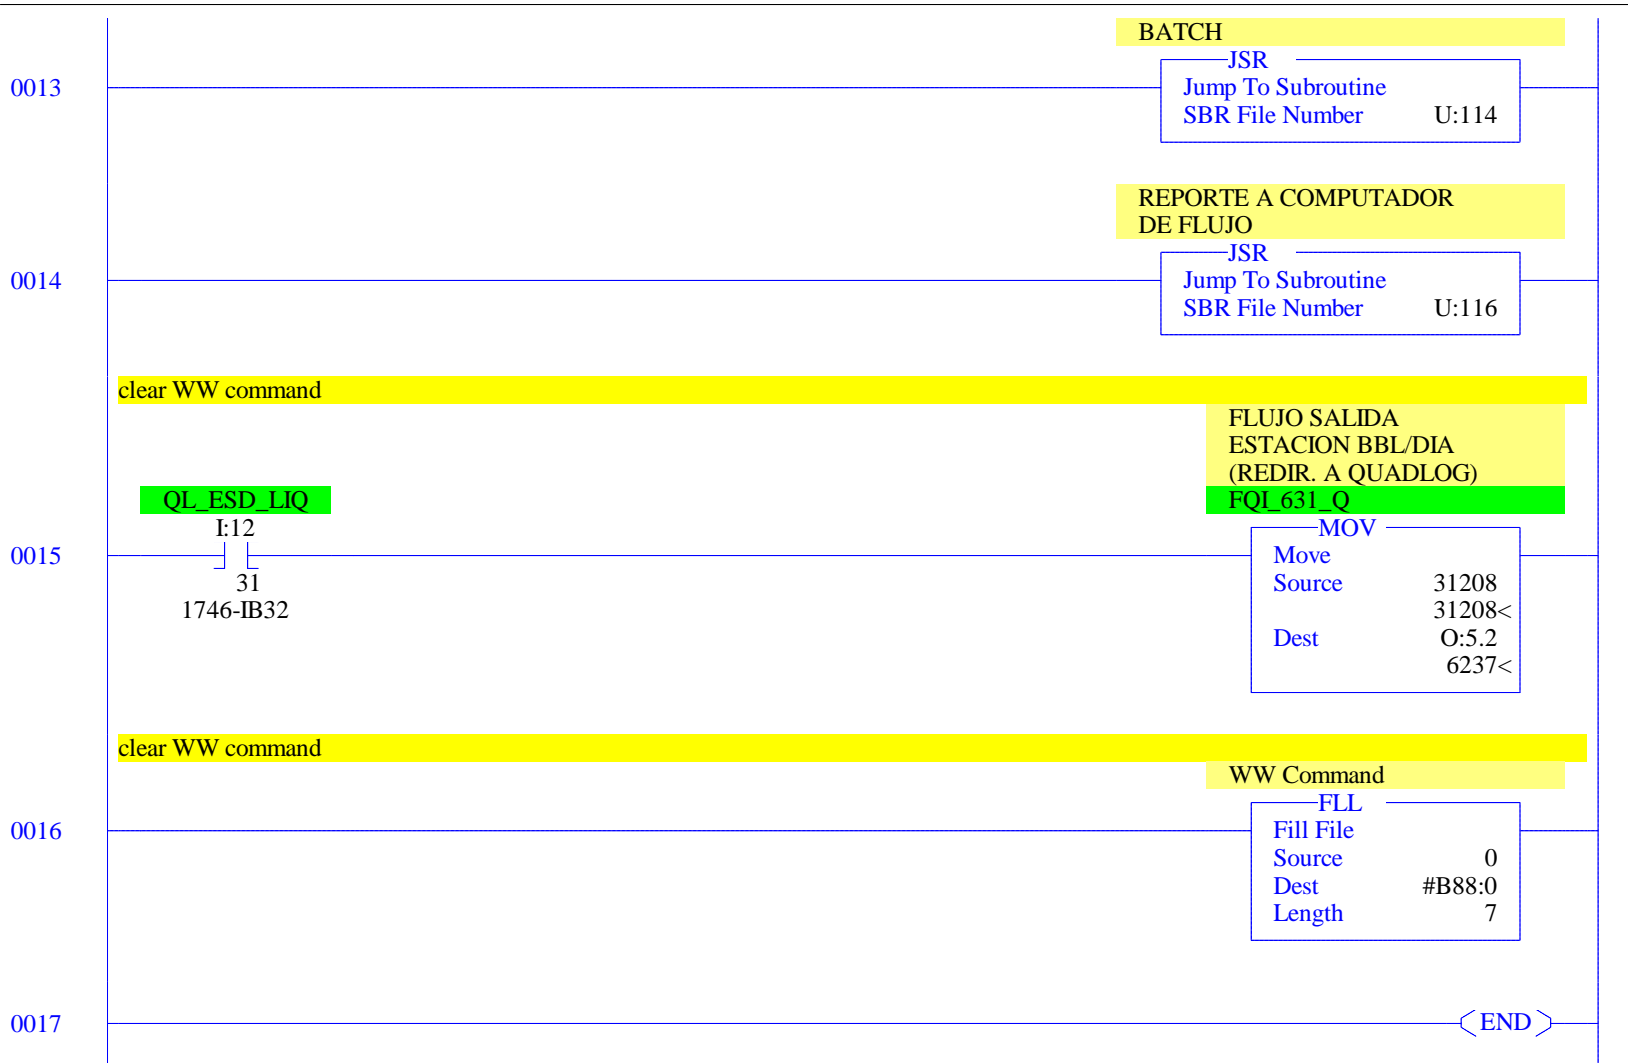 BATCH
JSR
0013
Jump To Subroutine
SBR File Number U:114
REPORTE A COMPUTADOR
DE FLUJO
JSR
0014
Jump To Subroutine
SBR File Number U:116
clear WW command
FLUJO SALIDA
ESTACION BBL/DIA
(REDIR. A QUADLOG)
QL_ESD_LIQ
FQI_631_Q
I:12
MOV
0015
Move
31
Source 31208
1746-IB32
31208<
Dest O:5.2
6237<
clear WW command
WW Command
FLL
0016
Fill File
Source 0
Dest #B88:0
Length 7
0017
END